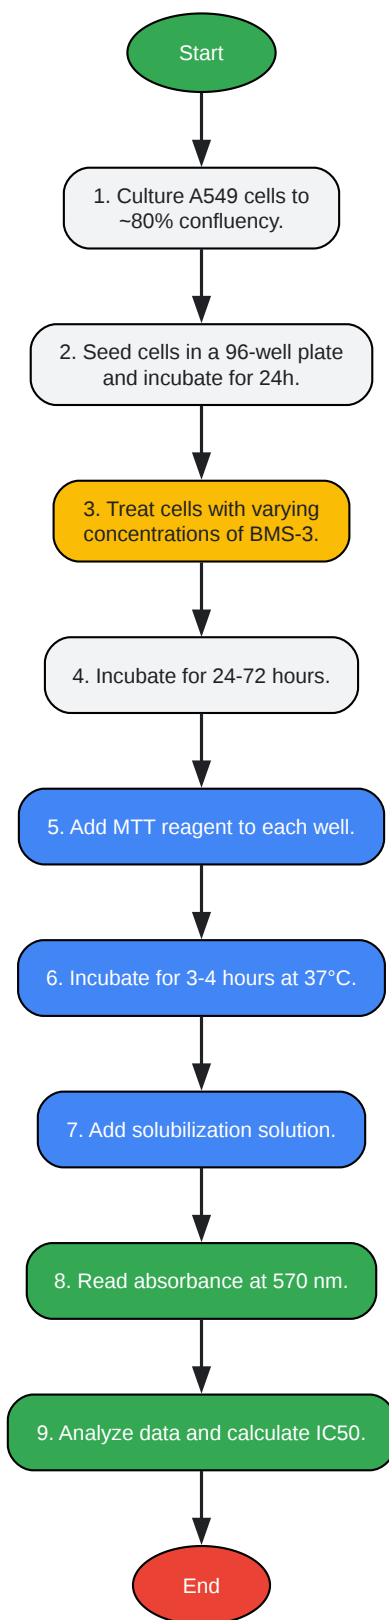 Start
1. Culture A549 cells to
~80% confluency.
2. Seed cells in a 96-well plate
and incubate for 24h.
3. Treat cells with varying
concentrations of BMS-3.
4. Incubate for 24-72 hours.
5. Add MTT reagent to each well.
6. Incubate for 3-4 hours at 37°C.
7. Add solubilization solution.
8. Read absorbance at 570 nm.
9. Analyze data and calculate IC50.
End